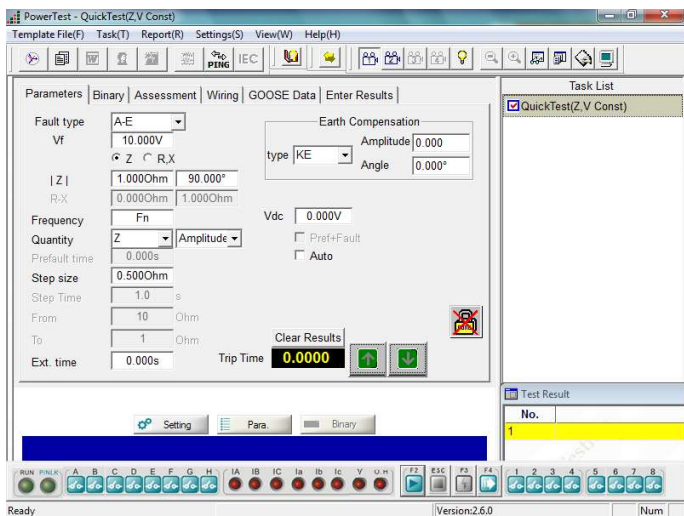 PowerTest - QuickTest(Z,V Const)
Template File(F) Task(T) Report(R) Settings(S) View(W) Help(H)
PING IEC
Parameters Binary Assessment Wiring GOOSE Data Enter Results
Task List
QuickTest(Z,V Const)
Fault type A-E
Earth Compensation
Vf 10.000V
type KE Amplitude 0.000
Z R,X
Angle 0.000°
|Z| 1.000Ohm 90.000°
R-X 0.000Ohm 1.000Ohm
Frequency Fn Vdc 0.000V
Quantity Z Amplitude
Pref+Fault
Prefault time 0.000s
Auto
Step size 0.500Ohm
Step Time 1.0 s
From 10 Ohm
To 1 Ohm
Clear Results
Ext. time 0.000s Trip Time 0.0000
Test Result
No.
1
Setting Para. Binary
RUN A B C D E F G H IA IB IC Ia Ib Ic V O.H F2 ESC F3 F4 1 2 3 4 5 6 7 8
Ready Version:2.6.0 Num